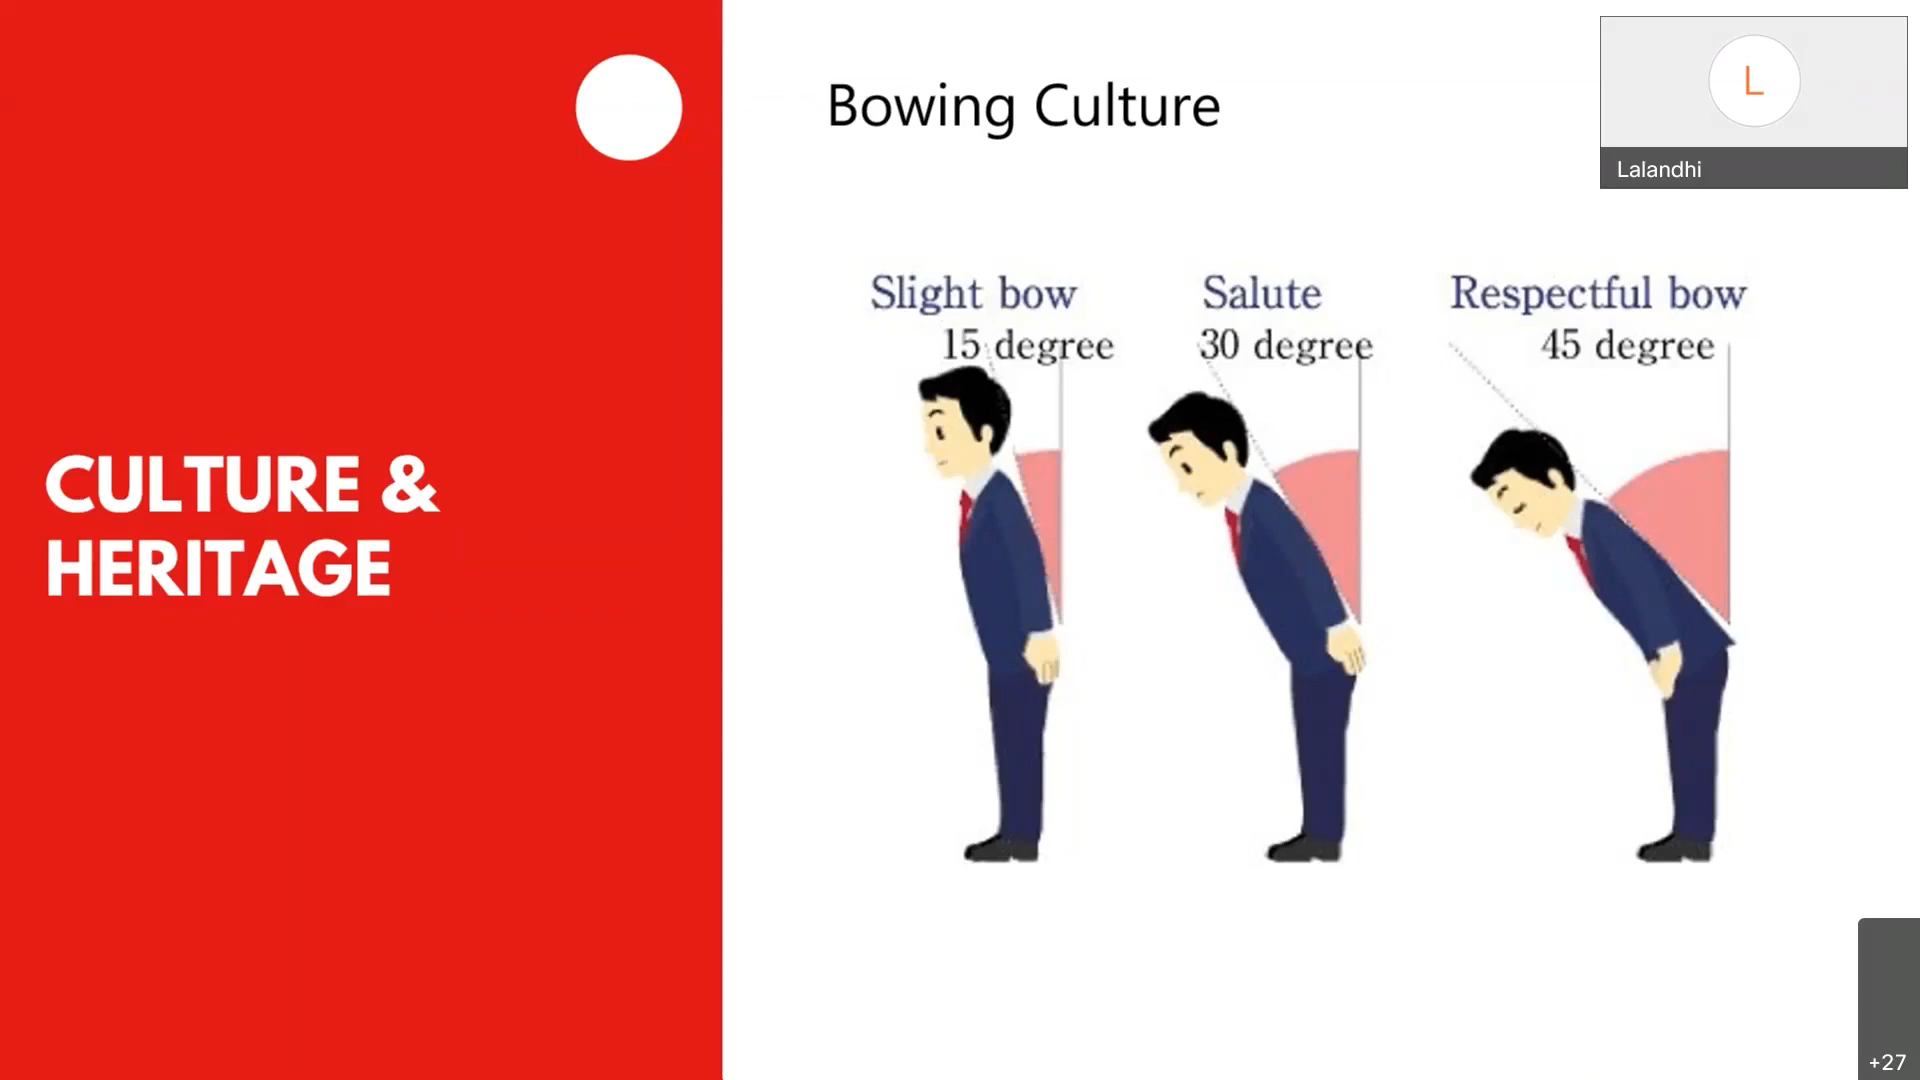 CULTURE &
HERITAGE
Bowing Culture
L
Lalandhi
Slight bow
15 degree
Salute
30 degree
Respectful bow
45 degree
+27